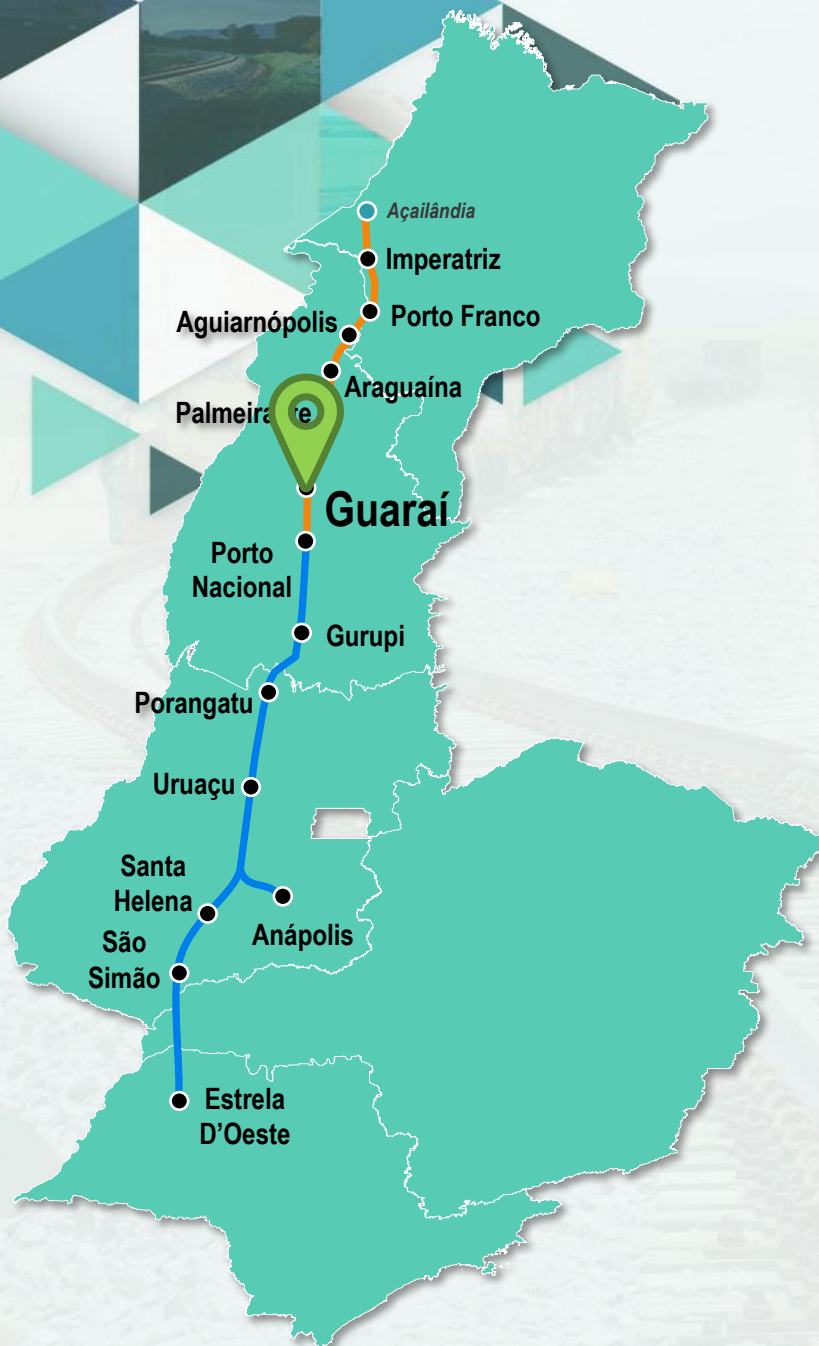 Açailândia
Imperatriz
Porto Franco
Aguiarnópolis
Araguaína
Guaraí
Porto
Nacional
Gurupi
Porangatu
Uruaçu
Santa
Helena
Anápolis
São
Simão
Estrela
D'Oeste